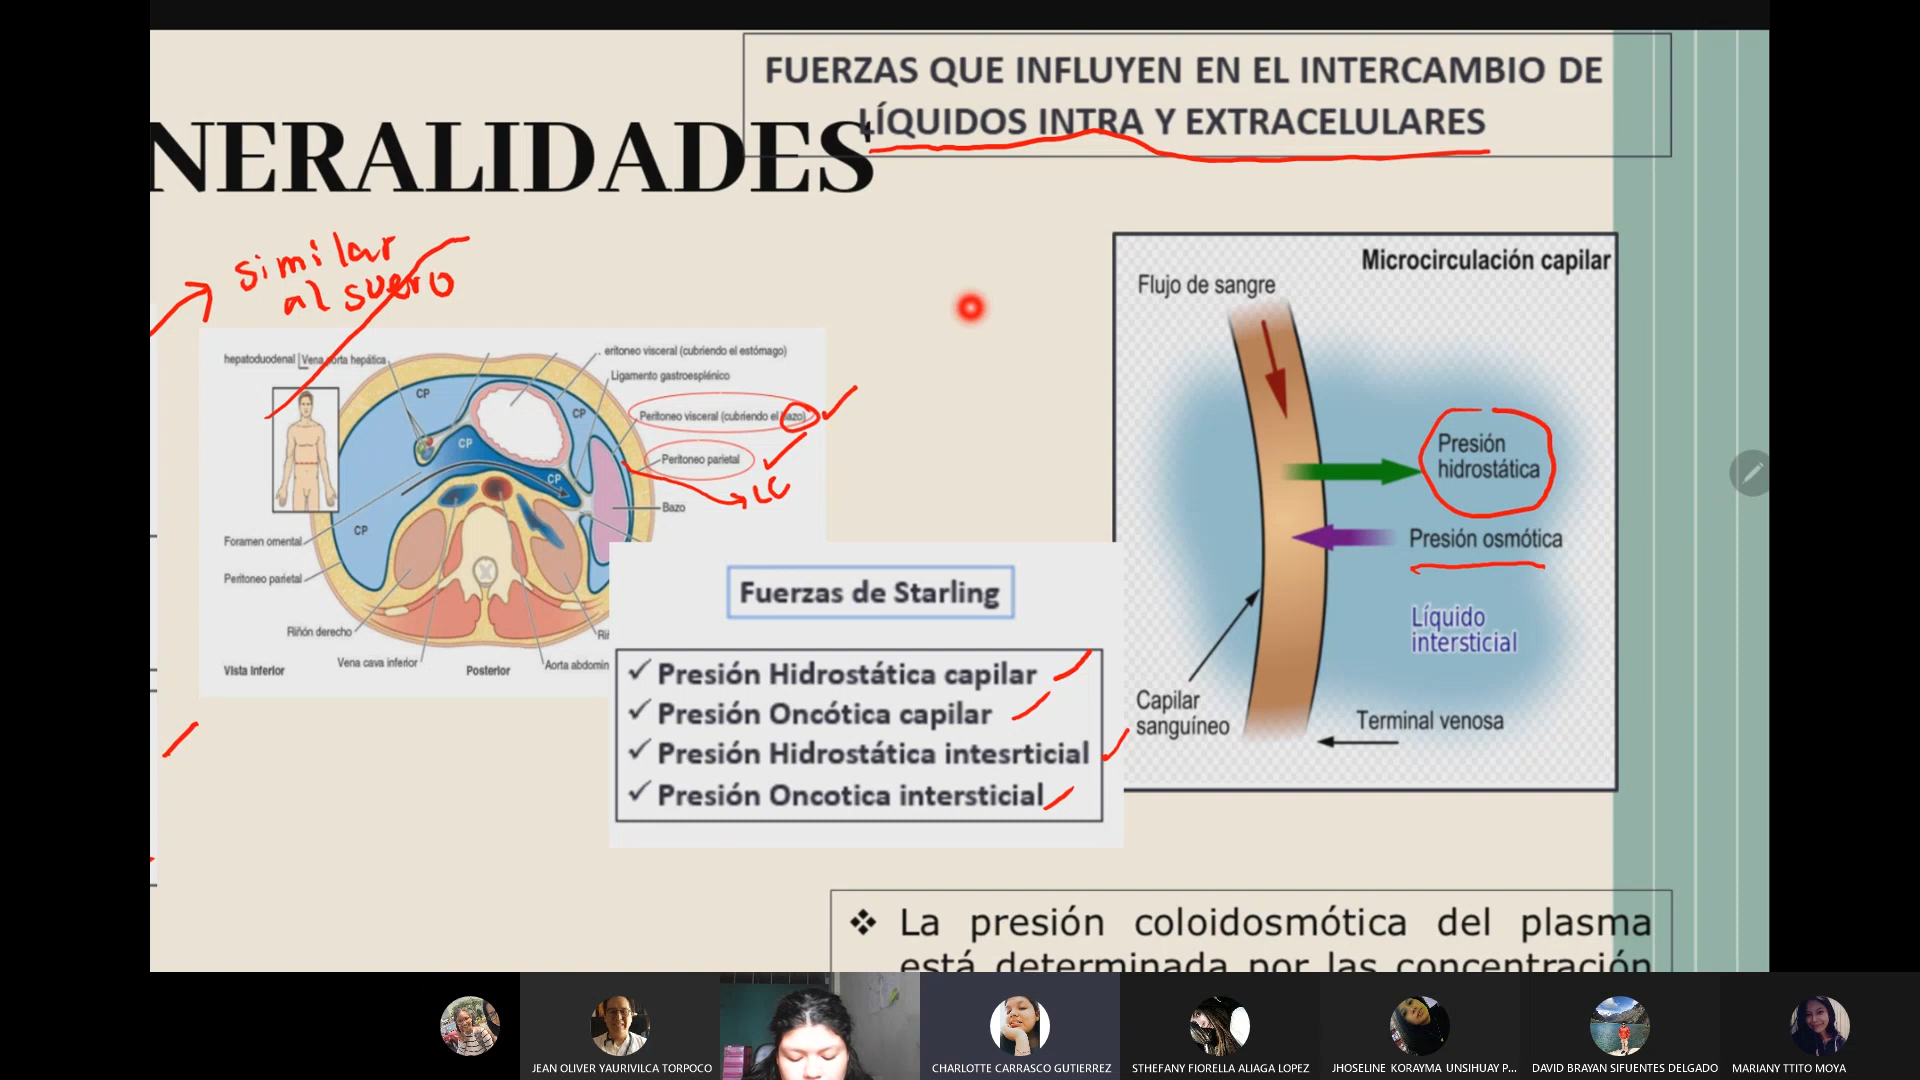 FUERZAS QUE INFLUYEN EN EL INTERCAMBIO DE
LÍQUIDOS INTRA Y EXTRACELULARES
NERALIDADES
similar
al suero
hepatoduodenal
Vena porta hepática
eritoneo visceral (cubriendo el estómago)
Ligamento gastroesplénico
Peritoneo visceral (cubriendo el bazo)
Peritoneo parietal
LC
Bazo
CP
CP
CP
CP
CP
Foramen omental
Peritoneo parietal
Riñón derecho
Vena cava inferior
Posterior
Aorta abdomin
Riñ
Vista Inferior
Fuerzas de Starling
✓ Presión Hidrostática capilar
✓ Presión Oncótica capilar
✓ Presión Hidrostática intesrticial
✓ Presión Oncotica intersticial
Microcirculación capilar
Flujo de sangre
Presión
hidrostática
Presión osmótica
Líquido
intersticial
Capilar
sanguíneo
Terminal venosa
❖ La presión coloidosmótica del plasma
está determinada por las concentración
JEAN OLIVER YAURIVILCA TORPOCO
CHARLOTTE CARRASCO GUTIERREZ
STHEFANY FIORELLA ALIAGA LOPEZ
JHOSELINE KORAYMA UNSIHUAY P...
DAVID BRAYAN SIFUENTES DELGADO
MARIANY TTITO MOYA